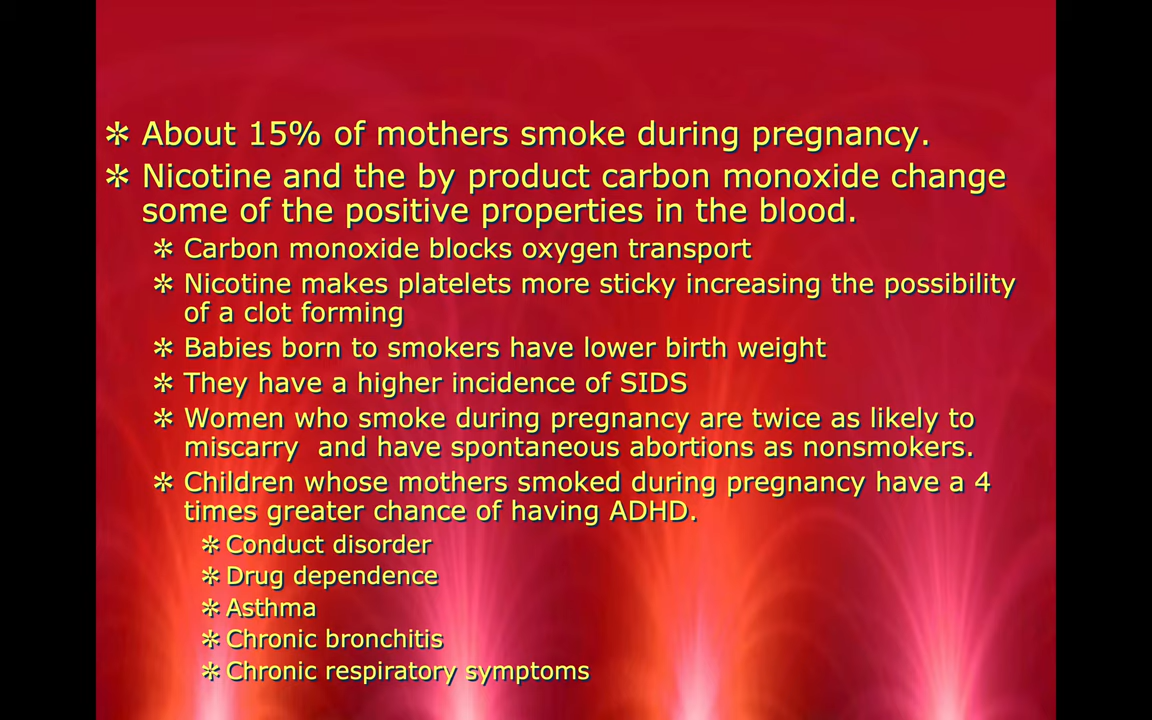 ✲ About 15% of mothers smoke during pregnancy.
✲ Nicotine and the by product carbon monoxide change
some of the positive properties in the blood.
✲ Carbon monoxide blocks oxygen transport
✲ Nicotine makes platelets more sticky increasing the possibility
of a clot forming
✲ Babies born to smokers have lower birth weight
✲ They have a higher incidence of SIDS
✲ Women who smoke during pregnancy are twice as likely to
miscarry  and have spontaneous abortions as nonsmokers.
✲ Children whose mothers smoked during pregnancy have a 4
times greater chance of having ADHD.
✲ Conduct disorder
✲ Drug dependence
✲ Asthma
✲ Chronic bronchitis
✲ Chronic respiratory symptoms